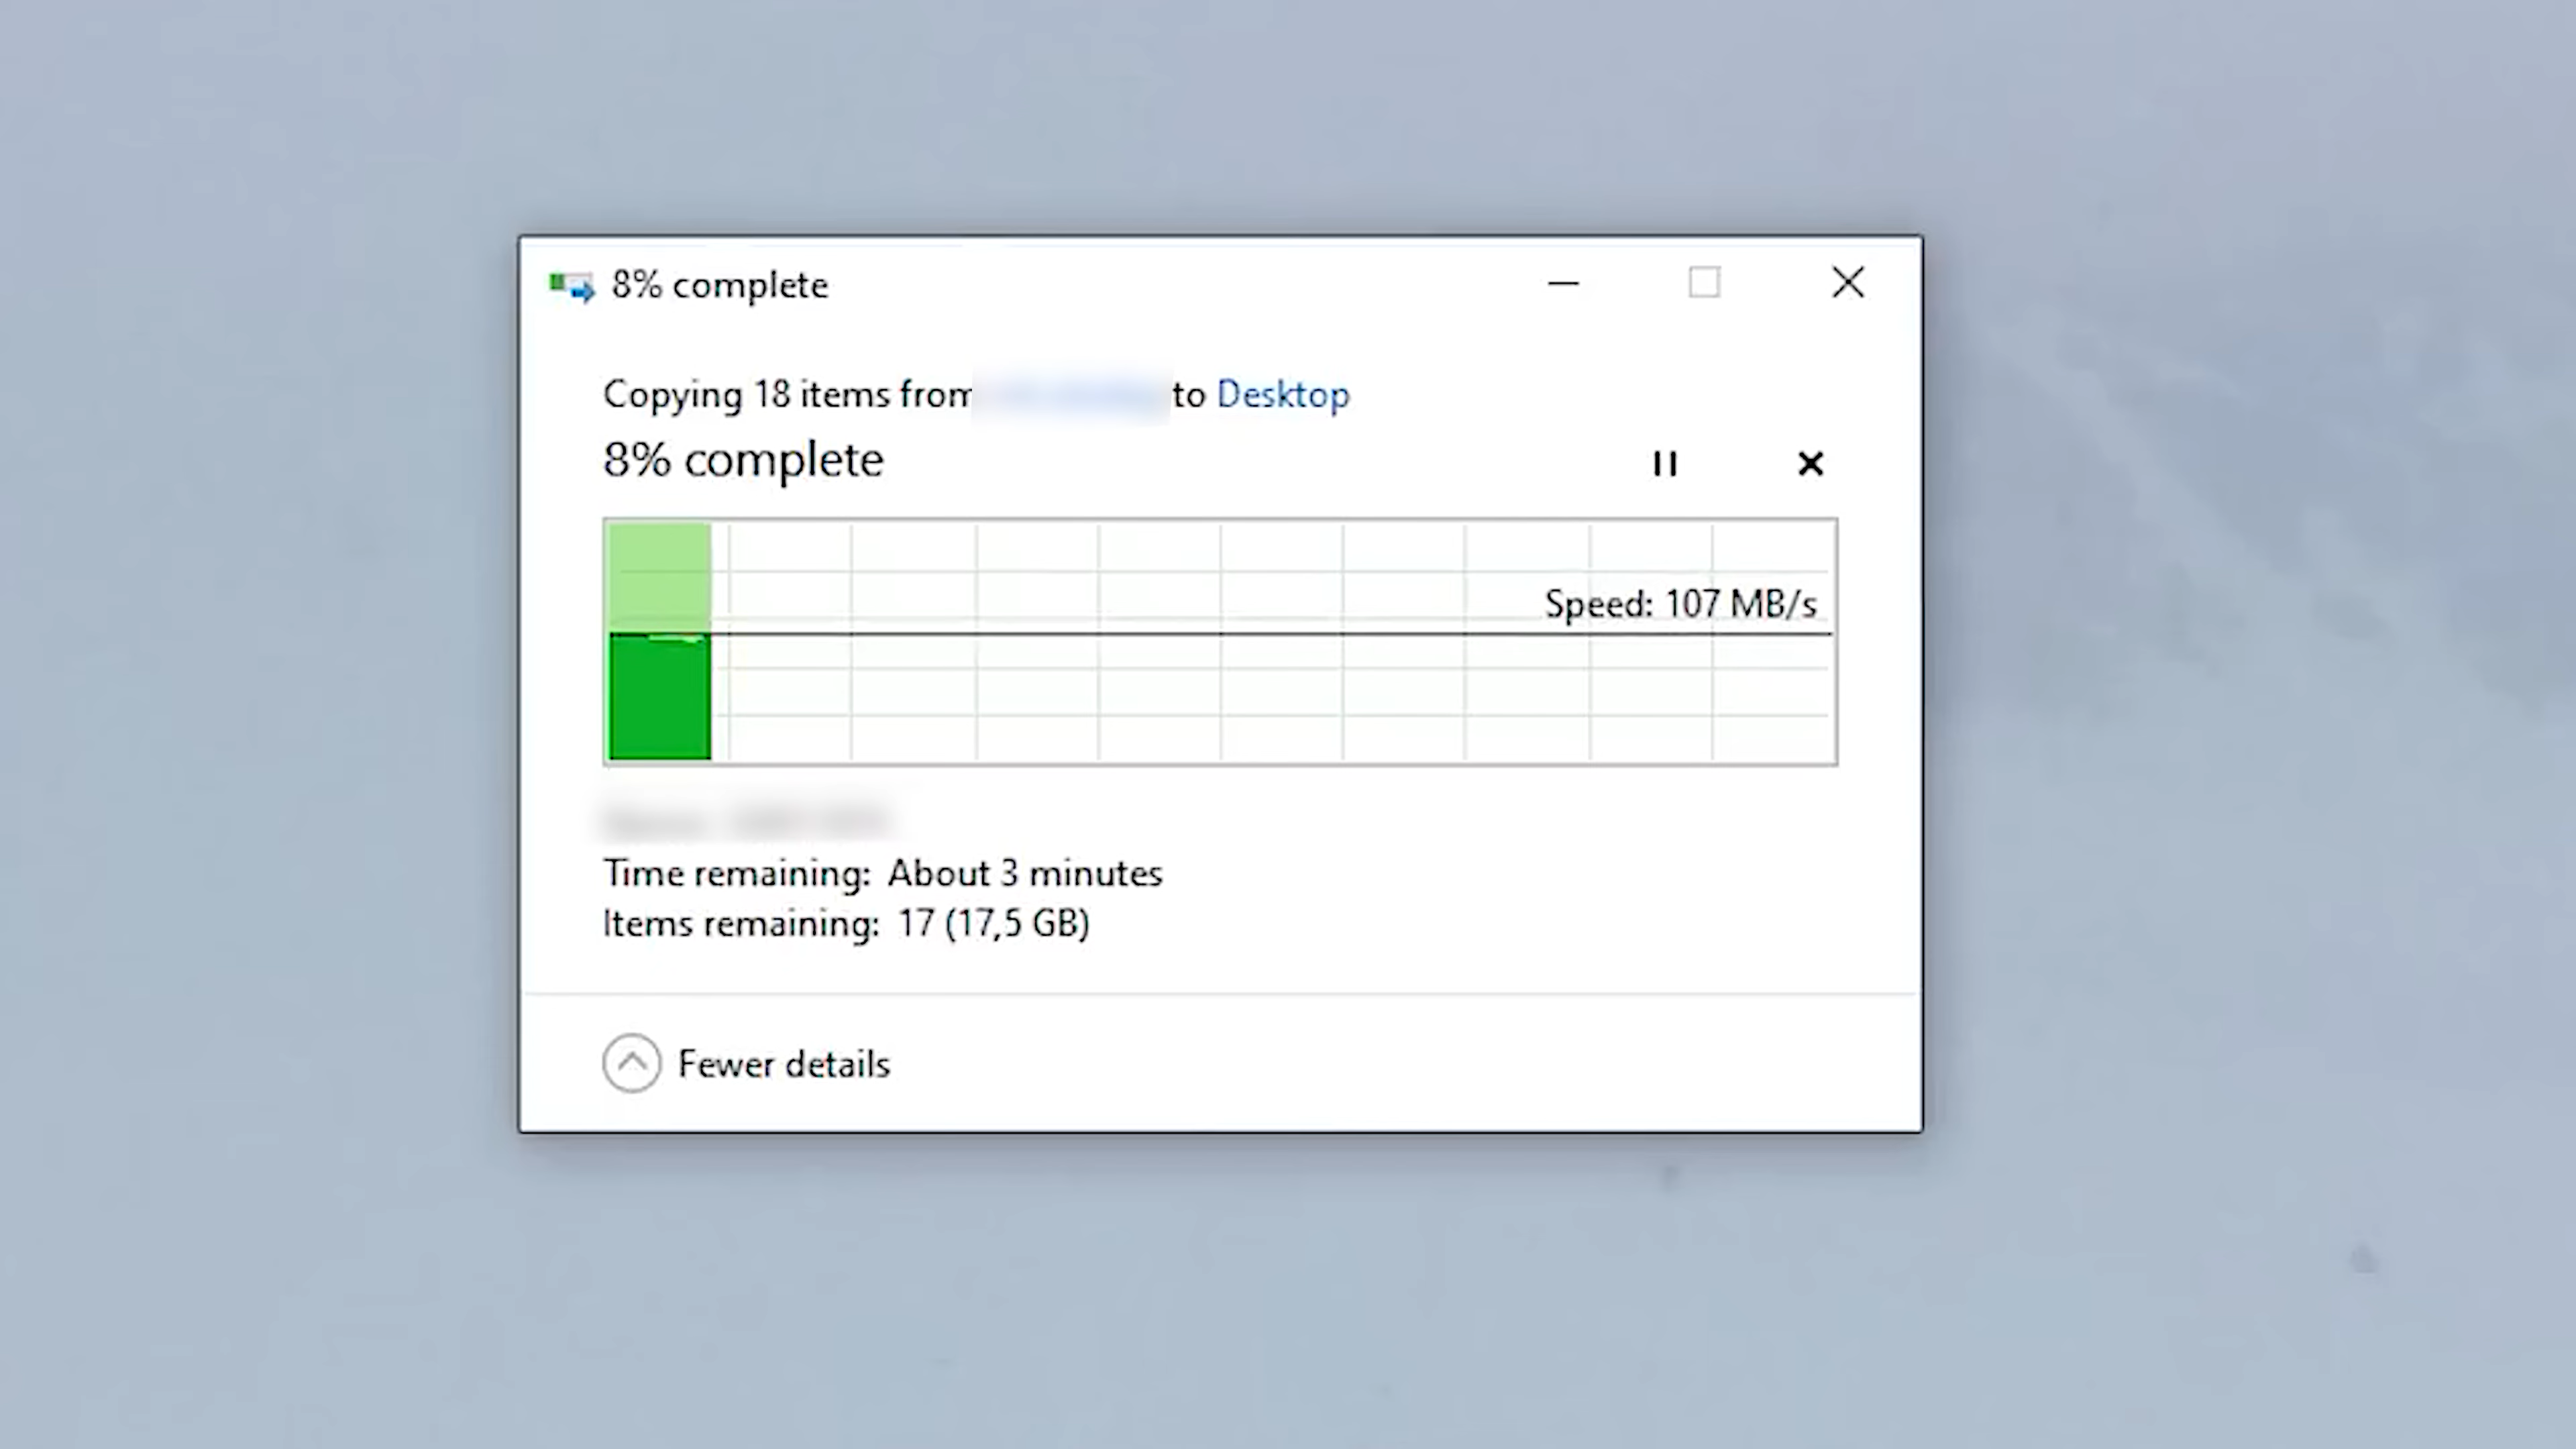 8% complete
Copying 18 items from to Desktop
8% complete
Speed: 107 MB/s
Time remaining: About 3 minutes
Items remaining: 17 (17,5 GB)
Fewer details